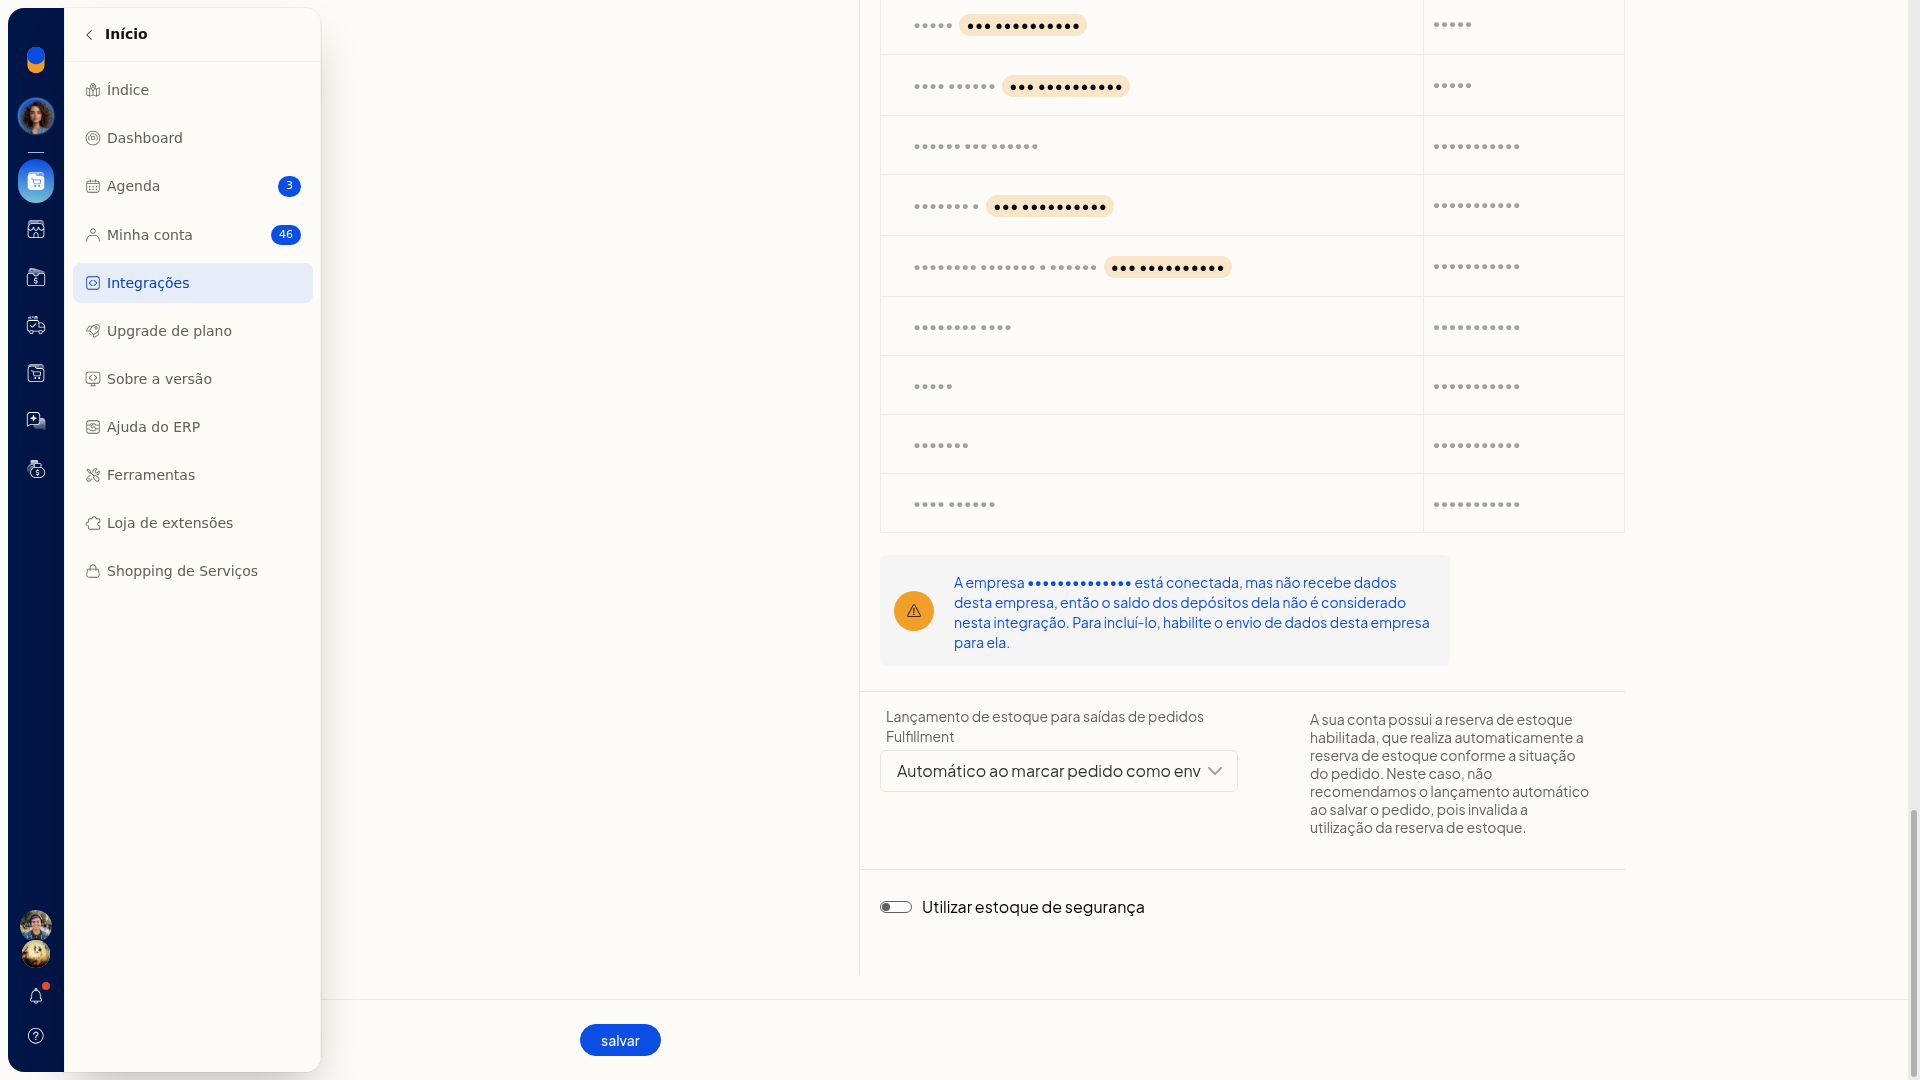 Início
Índice
Dashboard
Agenda 3
Minha conta 46
Integrações
Upgrade de plano
Sobre a versão
Ajuda do ERP
Ferramentas
Loja de extensões
Shopping de Serviços
••••• ••• •••••••••• •••••
•••• •••••• ••• •••••••••• •••••
•••••• ••• •••••• •••••••••••
••••••• • ••• •••••••••• •••••••••••
•••••••• ••••••• • •••••• ••• •••••••••• •••••••••••
•••••••• •••• •••••••••••
••••• •••••••••••
••••••• •••••••••••
•••• •••••• •••••••••••
A empresa •••••••••••••• está conectada, mas não recebe dados
desta empresa, então o saldo dos depósitos dela não é considerado
nesta integração. Para incluí-lo, habilite o envio de dados desta empresa
para ela.
Lançamento de estoque para saídas de pedidos
Fulfillment
Automático ao marcar pedido como env
A sua conta possui a reserva de estoque
habilitada, que realiza automaticamente a
reserva de estoque conforme a situação
do pedido. Neste caso, não
recomendamos o lançamento automático
ao salvar o pedido, pois invalida a
utilização da reserva de estoque.
Utilizar estoque de segurança
salvar